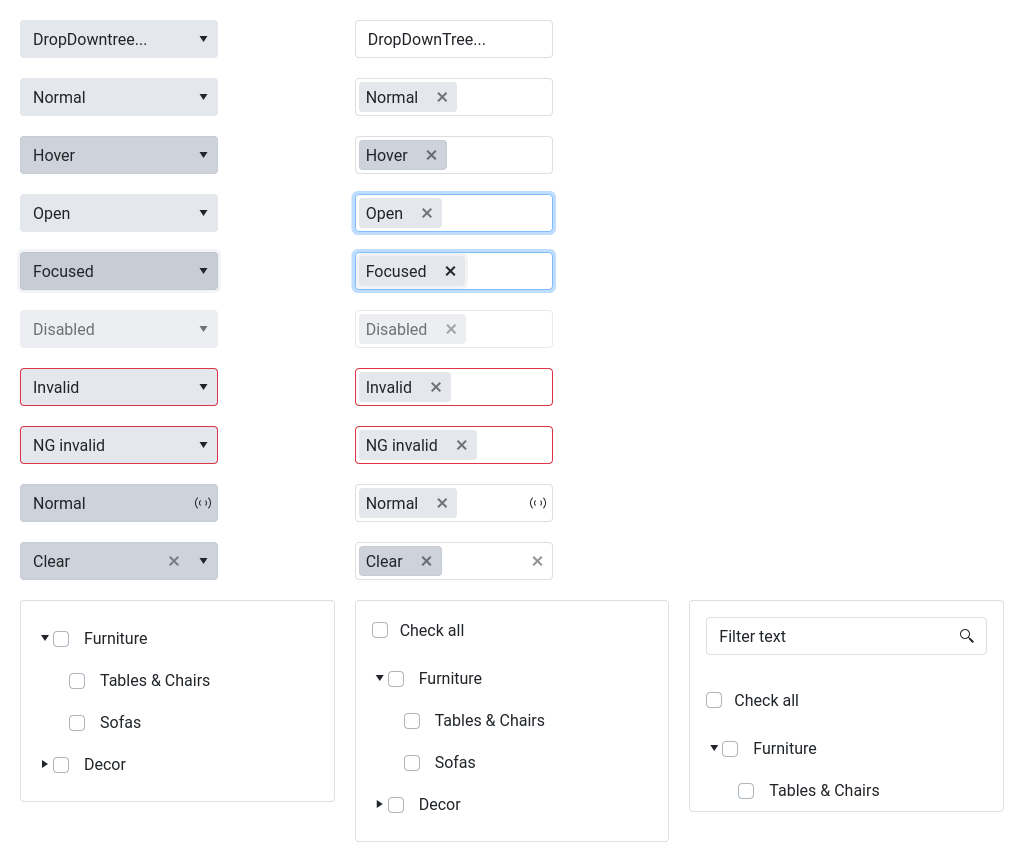 DropDowntree...
DropDownTree...
Normal
Normal
Hover
Hover
Open
Open
Focused
Focused
Disabled
Disabled
Invalid
Invalid
NG invalid
NG invalid
Normal
Normal
Clear
Clear
Furniture
Tables & Chairs
Sofas
Decor
Check all
Furniture
Tables & Chairs
Sofas
Decor
Filter text
Check all
Furniture
Tables & Chairs